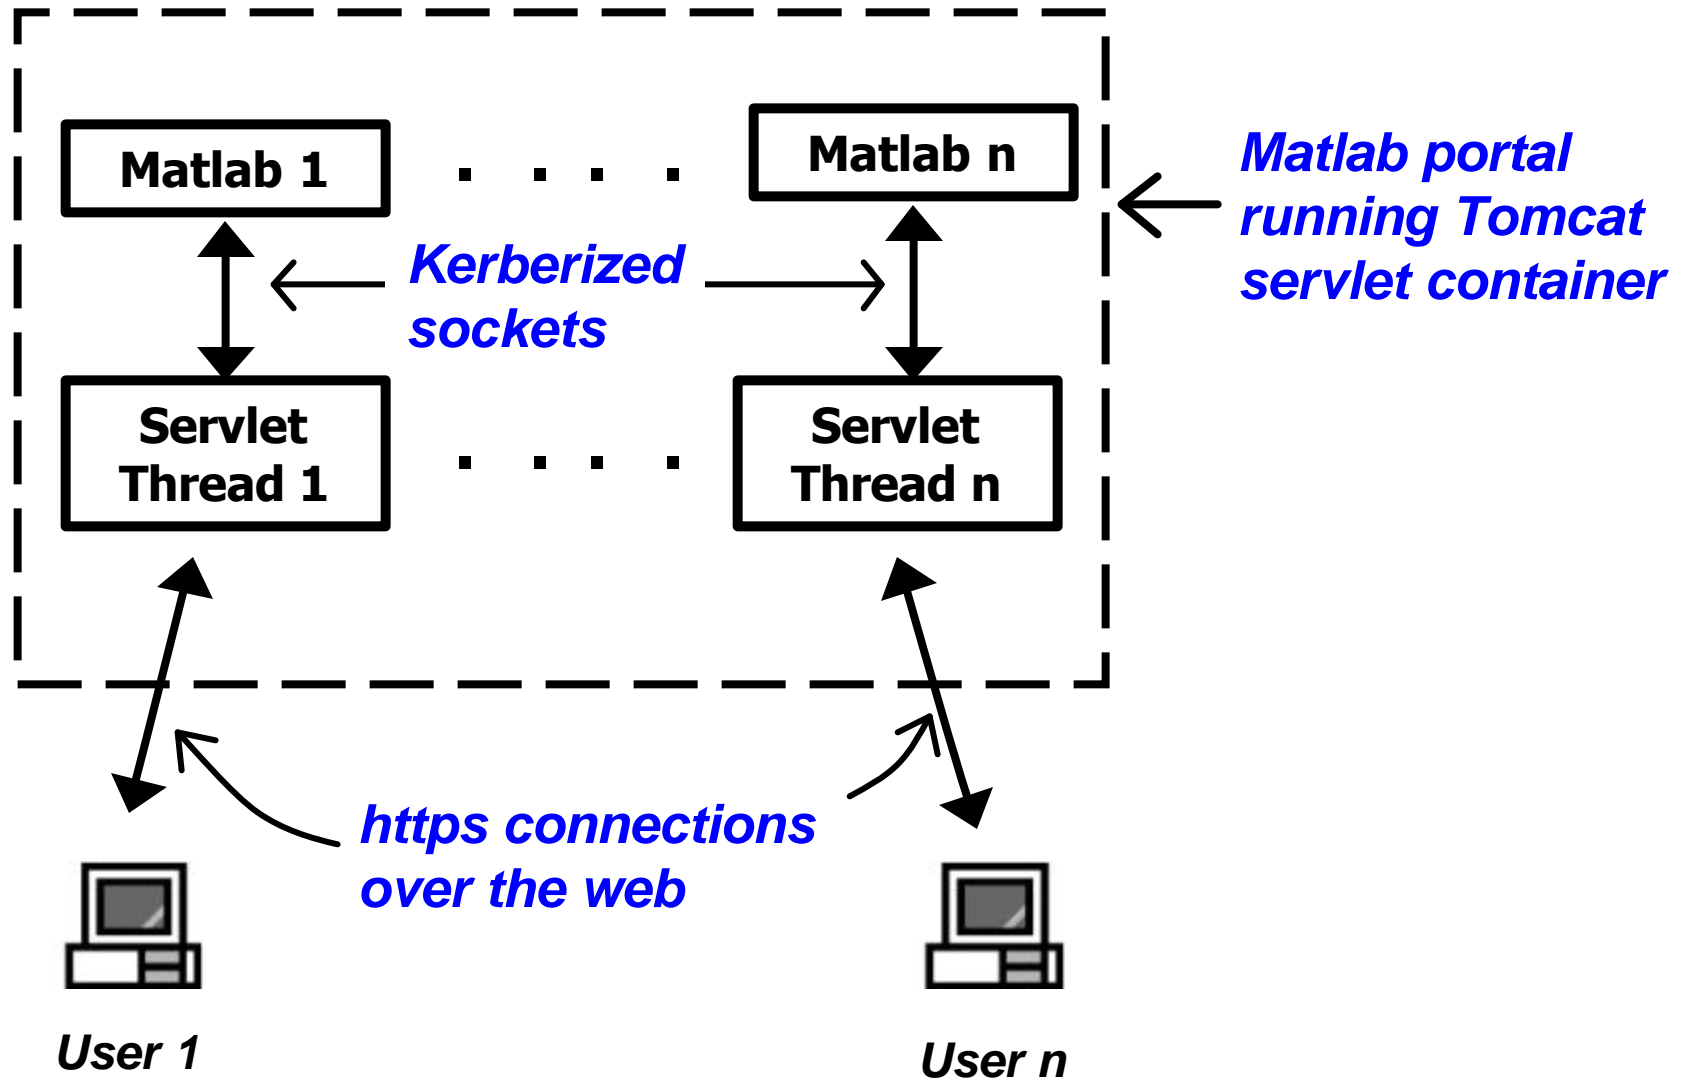 Matlab 1
Matlab n
Matlab portal
running Tomcat
servlet container
Kerberized
sockets
Servlet
Thread 1
Servlet
Thread n
https connections
over the web
User 1
User n